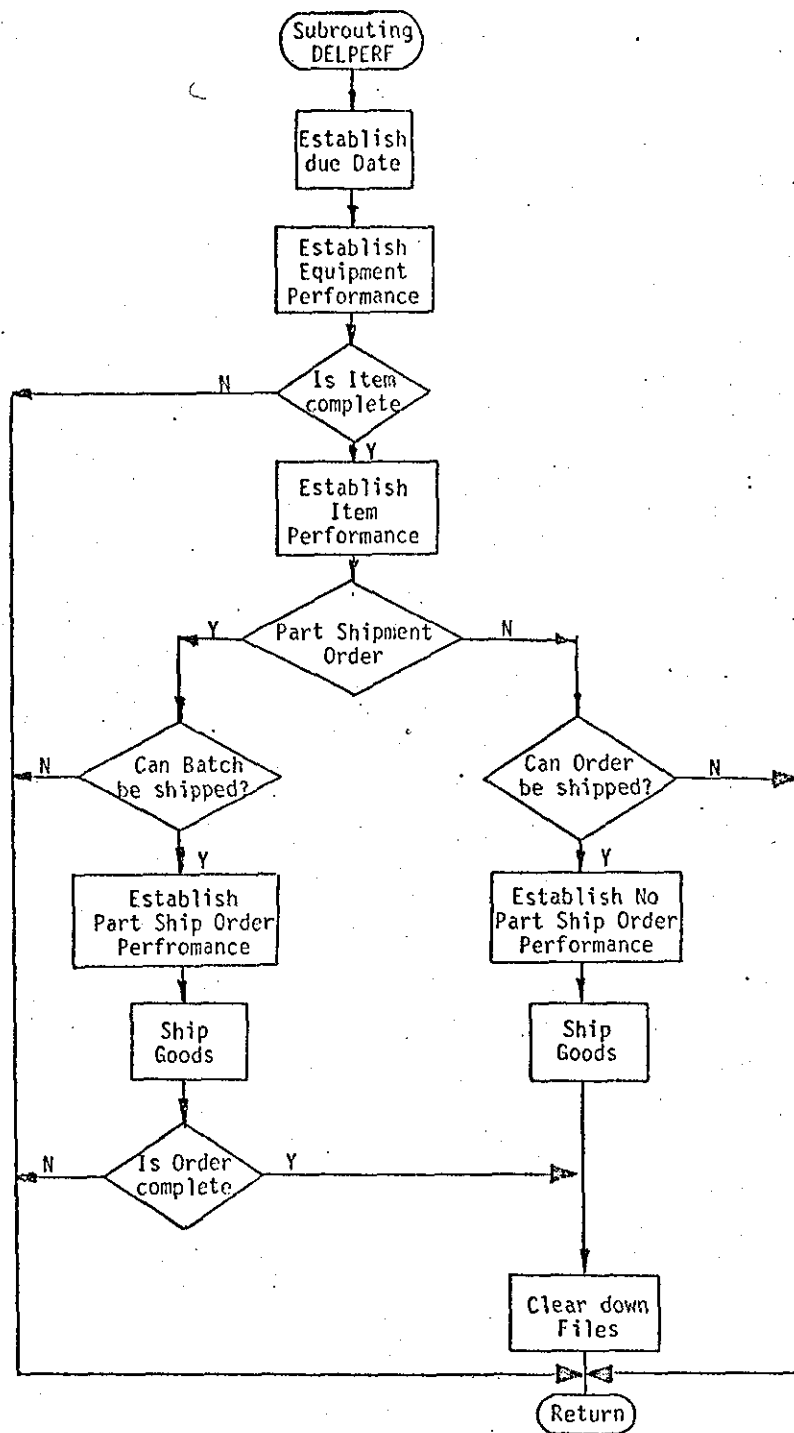 Subrouting
DELPERF
Establish
due Date
Establish
Equipment
Performance
Is Item
complete
N
Y
Establish
Item
Performance
Part Shipment
Order
Y
N
Can Batch
be shipped?
N
Y
Can Order
be shipped?
N
Y
Establish
Part Ship Order
Perfromance
Establish No
Part Ship Order
Performance
Ship
Goods
Ship
Goods
Is Order
complete
N
Y
Clear down
Files
Return